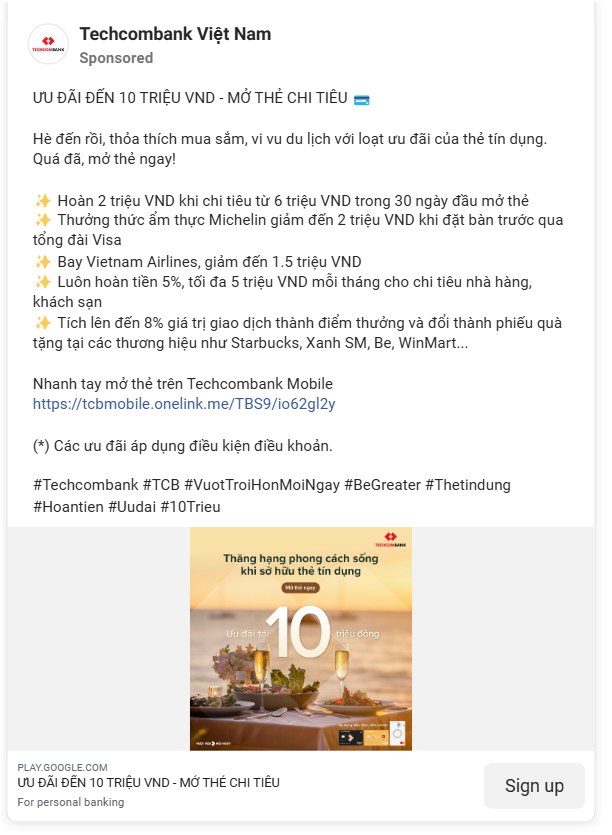 TECHCOMBANK
Techcombank Việt Nam
Sponsored
ƯU ĐÃI ĐẾN 10 TRIỆU VND - MỞ THẺ CHI TIÊU 💳
Hè đến rồi, thỏa thích mua sắm, vi vu du lịch với loạt ưu đãi của thẻ tín dụng.
Quá đã, mở thẻ ngay!
✨ Hoàn 2 triệu VND khi chi tiêu từ 6 triệu VND trong 30 ngày đầu mở thẻ
✨ Thưởng thức ẩm thực Michelin giảm đến 2 triệu VND khi đặt bàn trước qua
tổng đài Visa
✨ Bay Vietnam Airlines, giảm đến 1.5 triệu VND
✨ Luôn hoàn tiền 5%, tối đa 5 triệu VND mỗi tháng cho chi tiêu nhà hàng,
khách sạn
✨ Tích lên đến 8% giá trị giao dịch thành điểm thưởng và đổi thành phiếu quà
tặng tại các thương hiệu như Starbucks, Xanh SM, Be, WinMart...
Nhanh tay mở thẻ trên Techcombank Mobile
https://tcbmobile.onelink.me/TBS9/io62gl2y
(*) Các ưu đãi áp dụng điều kiện điều khoản.
#Techcombank #TCB #VuotTroiHonMoiNgay #BeGreater #Thetindung
#Hoantien #Uudai #10Trieu
TECHCOMBANK
Thăng hạng phong cách sống
khi sở hữu thẻ tín dụng
Mở thẻ ngay
Ưu đãi tới 10 triệu đồng
PLAY.GOOGLE.COM
ƯU ĐÃI ĐẾN 10 TRIỆU VND - MỞ THẺ CHI TIÊU
For personal banking
Sign up